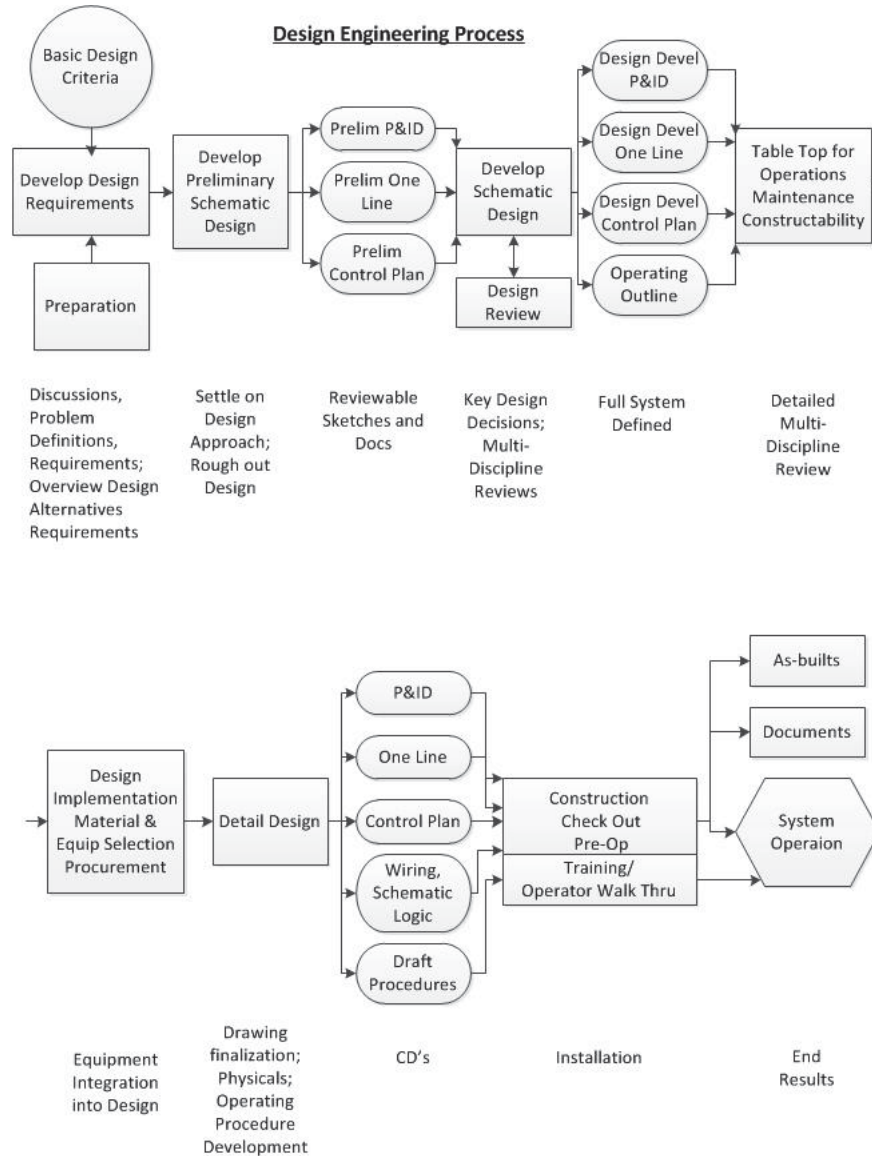 Design Engineering Process
Basic Design
Criteria
Develop Design
Requirements
Preparation
Develop
Preliminary
Schematic Design
Prelim P&ID
Prelim One
Line
Prelim
Control Plan
Develop
Schematic
Design
Design
Review
Design Devel
P&ID
Design Devel
One Line
Design Devel
Control Plan
Operating
Outline
Table Top for
Operations
Maintenance
Constructability
Discussions,
Problem
Definitions,
Requirements;
Overview Design
Alternatives
Requirements
Settle on
Design
Approach;
Rough out
Design
Reviewable
Sketches and
Docs
Key Design
Decisions;
Multi-
Discipline
Reviews
Full System
Defined
Detailed
Multi-
Discipline
Review
Design
Implementation
Material &
Equip Selection
Procurement
Detail Design
P&ID
One Line
Control Plan
Wiring,
Schematic
Logic
Draft
Procedures
Construction
Check Out
Pre-Op
Training/
Operator Walk Thru
As-builts
Documents
System
Operaion
Equipment
Integration
into Design
Drawing
finalization;
Physicals;
Operating
Procedure
Development
CD's
Installation
End
Results